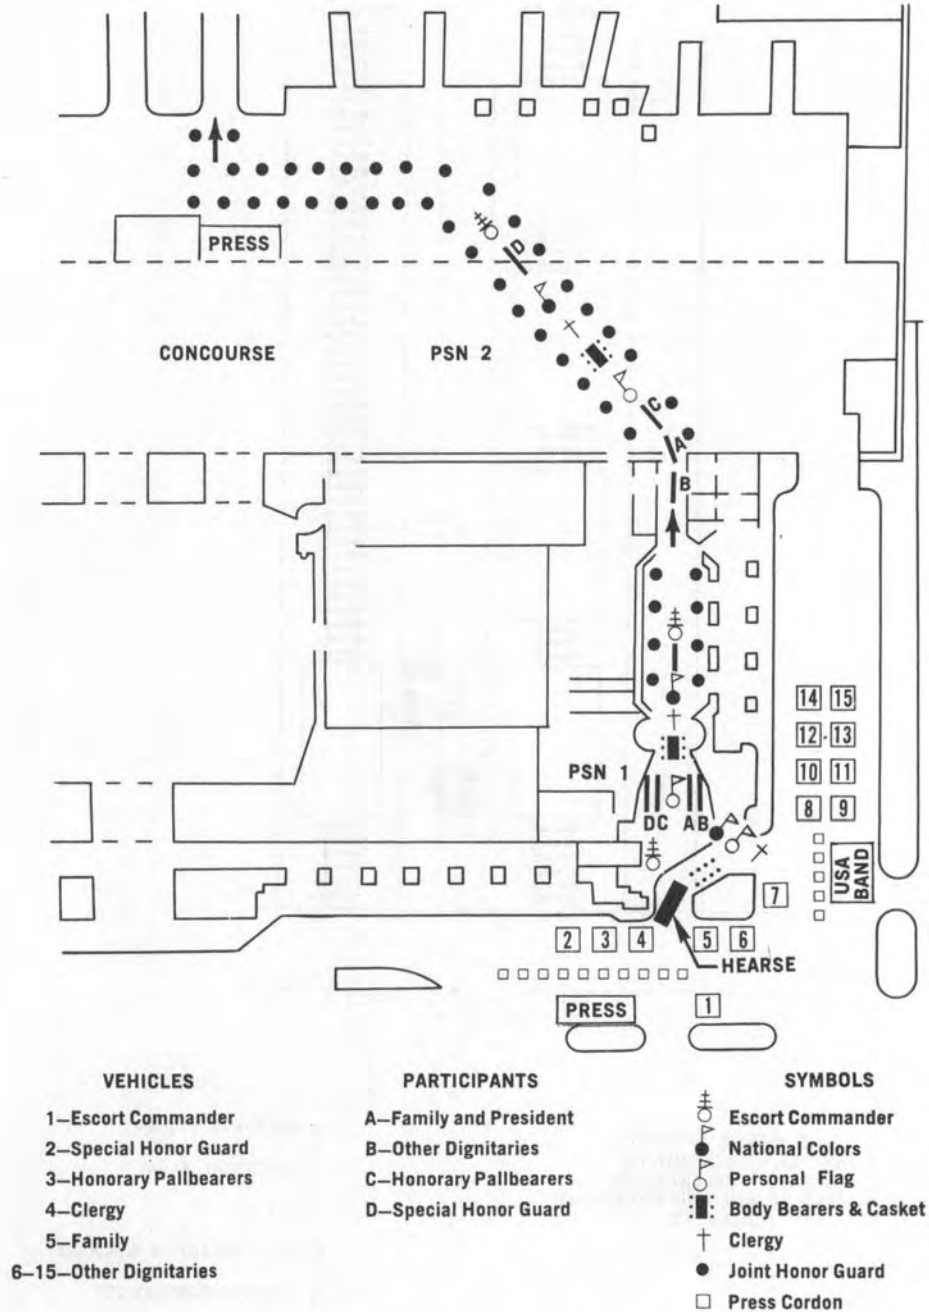 PRESS
D
CONCOURSE
PSN 2
C
A
B
14 15
12 13
10 11
8 9
PSN 1
DC AB
USA BAND
7
2 3 4 5 6
HEARSE
PRESS
1
VEHICLES
1—Escort Commander
2—Special Honor Guard
3—Honorary Pallbearers
4—Clergy
5—Family
6–15—Other Dignitaries
PARTICIPANTS
A—Family and President
B—Other Dignitaries
C—Honorary Pallbearers
D—Special Honor Guard
SYMBOLS
Escort Commander
National Colors
Personal Flag
Body Bearers & Casket
Clergy
Joint Honor Guard
Press Cordon